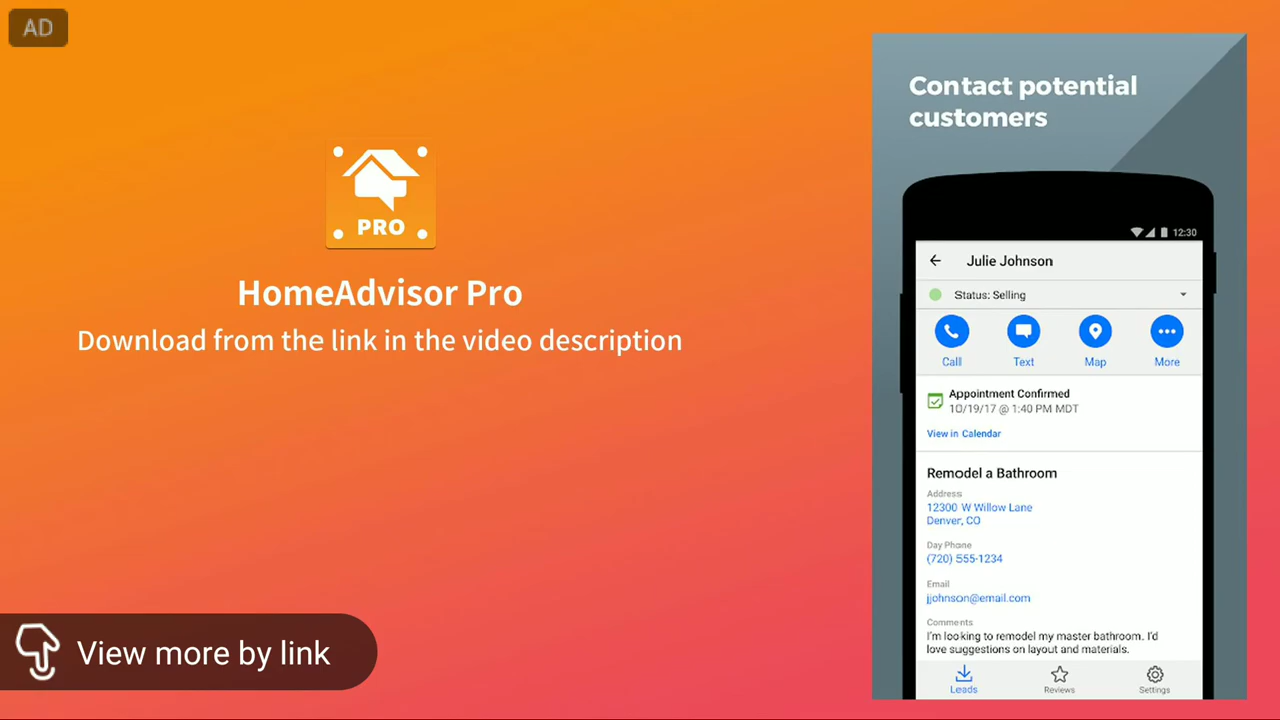 AD
PRO
HomeAdvisor Pro
Download from the link in the video description
View more by link
Contact potential
customers
12:30
Julie Johnson
Status: Selling
Call Text Map More
Appointment Confirmed
10/19/17 @ 1:40 PM MDT
View in Calendar
Remodel a Bathroom
Address
12300 W Willow Lane
Denver, CO
Day Phone
(720) 555-1234
Email
jjohnson@email.com
Comments
I'm looking to remodel my master bathroom. I'd
love suggestions on layout and materials.
Leads Reviews Settings